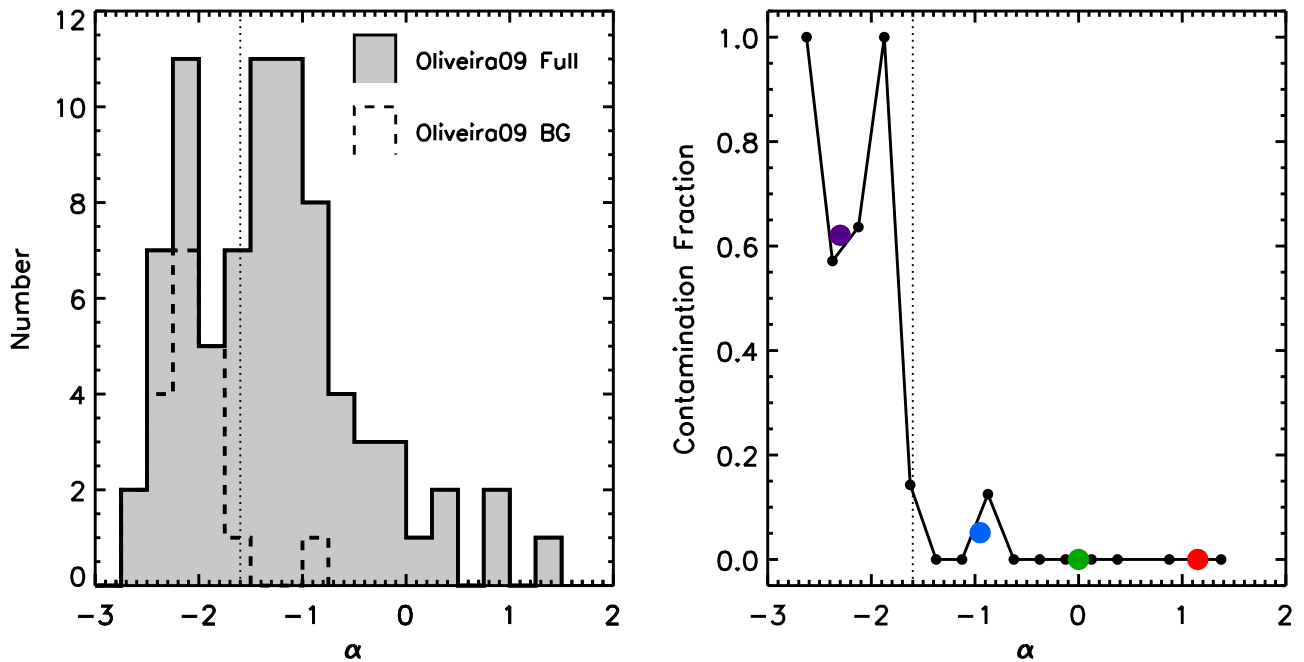 12
10
8
6
4
2
0
Number
Oliveira09 Full
Oliveira09 BG
−3 −2 −1 0 1 2
α
1.0
0.8
0.6
0.4
0.2
0.0
Contamination Fraction
−3 −2 −1 0 1 2
α